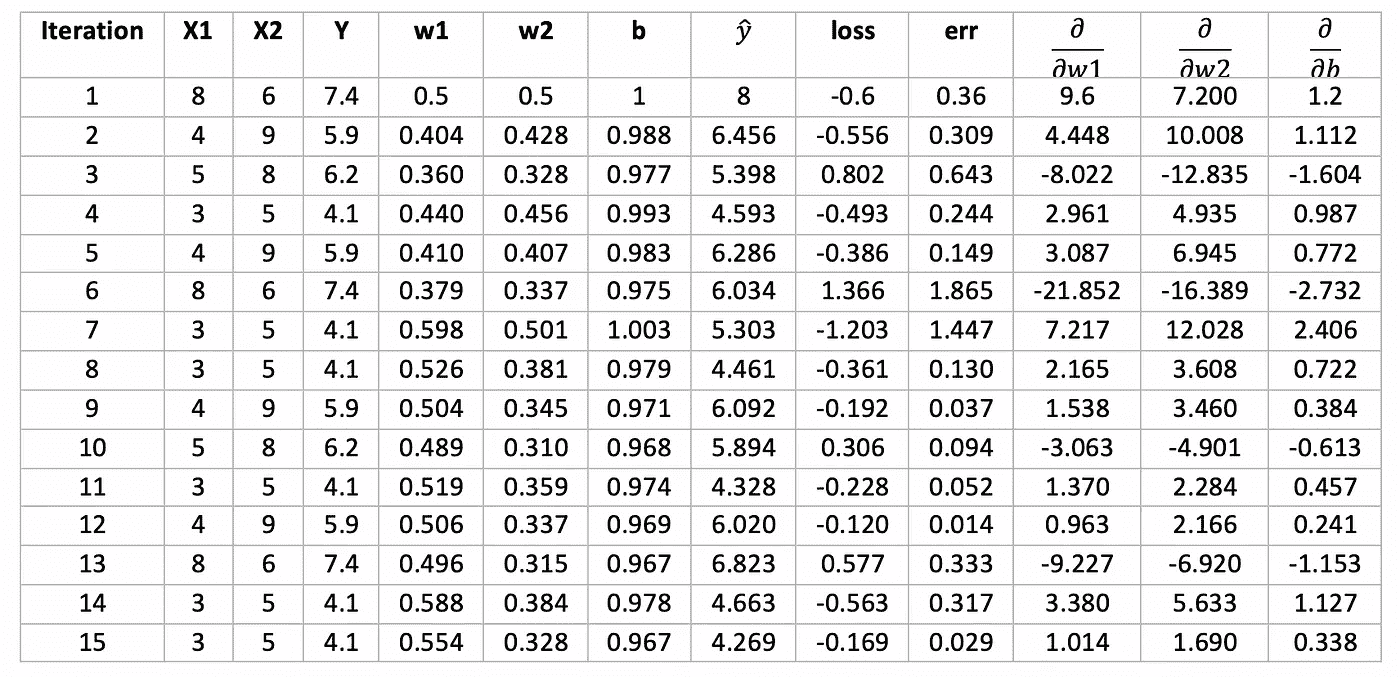 Iteration X1 X2 Y w1 w2 b ŷ loss err ∂/∂w1 ∂/∂w2 ∂/∂b
1 8 6 7.4 0.5 0.5 1 8 -0.6 0.36 9.6 7.200 1.2
2 4 9 5.9 0.404 0.428 0.988 6.456 -0.556 0.309 4.448 10.008 1.112
3 5 8 6.2 0.360 0.328 0.977 5.398 0.802 0.643 -8.022 -12.835 -1.604
4 3 5 4.1 0.440 0.456 0.993 4.593 -0.493 0.244 2.961 4.935 0.987
5 4 9 5.9 0.410 0.407 0.983 6.286 -0.386 0.149 3.087 6.945 0.772
6 8 6 7.4 0.379 0.337 0.975 6.034 1.366 1.865 -21.852 -16.389 -2.732
7 3 5 4.1 0.598 0.501 1.003 5.303 -1.203 1.447 7.217 12.028 2.406
8 3 5 4.1 0.526 0.381 0.979 4.461 -0.361 0.130 2.165 3.608 0.722
9 4 9 5.9 0.504 0.345 0.971 6.092 -0.192 0.037 1.538 3.460 0.384
10 5 8 6.2 0.489 0.310 0.968 5.894 0.306 0.094 -3.063 -4.901 -0.613
11 3 5 4.1 0.519 0.359 0.974 4.328 -0.228 0.052 1.370 2.284 0.457
12 4 9 5.9 0.506 0.337 0.969 6.020 -0.120 0.014 0.963 2.166 0.241
13 8 6 7.4 0.496 0.315 0.967 6.823 0.577 0.333 -9.227 -6.920 -1.153
14 3 5 4.1 0.588 0.384 0.978 4.663 -0.563 0.317 3.380 5.633 1.127
15 3 5 4.1 0.554 0.328 0.967 4.269 -0.169 0.029 1.014 1.690 0.338